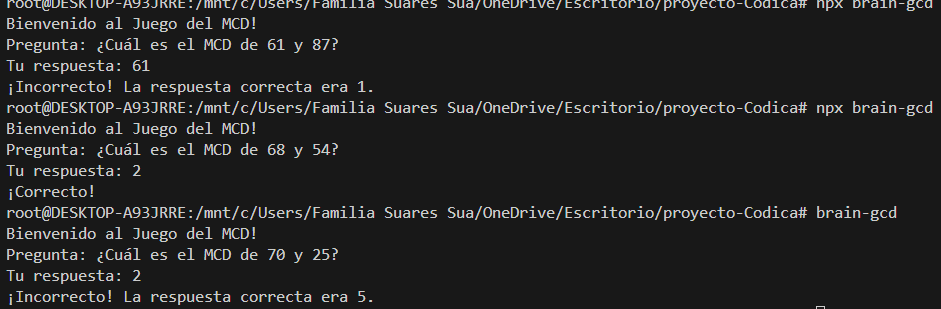 root@DESKTOP-A93JRRE:/mnt/c/Users/Familia Suares Sua/OneDrive/Escritorio/proyecto-Codica# npx brain-gcd
Bienvenido al Juego del MCD!
Pregunta: ¿Cuál es el MCD de 61 y 87?
Tu respuesta: 61
¡Incorrecto! La respuesta correcta era 1.
root@DESKTOP-A93JRRE:/mnt/c/Users/Familia Suares Sua/OneDrive/Escritorio/proyecto-Codica# npx brain-gcd
Bienvenido al Juego del MCD!
Pregunta: ¿Cuál es el MCD de 68 y 54?
Tu respuesta: 2
¡Correcto!
root@DESKTOP-A93JRRE:/mnt/c/Users/Familia Suares Sua/OneDrive/Escritorio/proyecto-Codica# brain-gcd
Bienvenido al Juego del MCD!
Pregunta: ¿Cuál es el MCD de 70 y 25?
Tu respuesta: 2
¡Incorrecto! La respuesta correcta era 5.